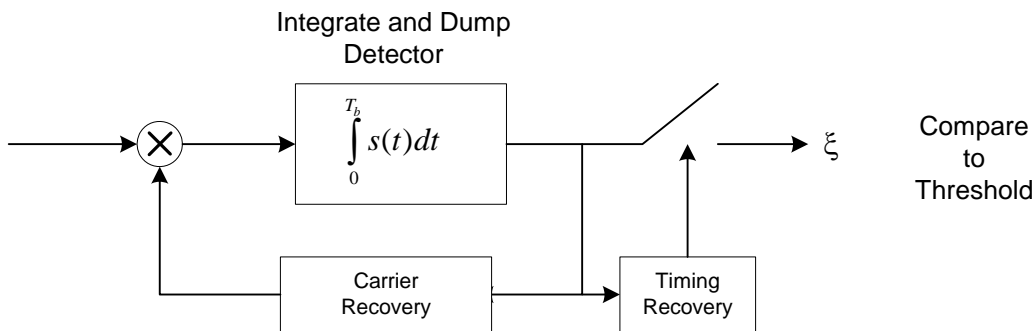 Integrate and Dump
Detector
∫₀^{T_b} s(t)dt
ξ
Compare
to
Threshold
Carrier
Recovery
Timing
Recovery